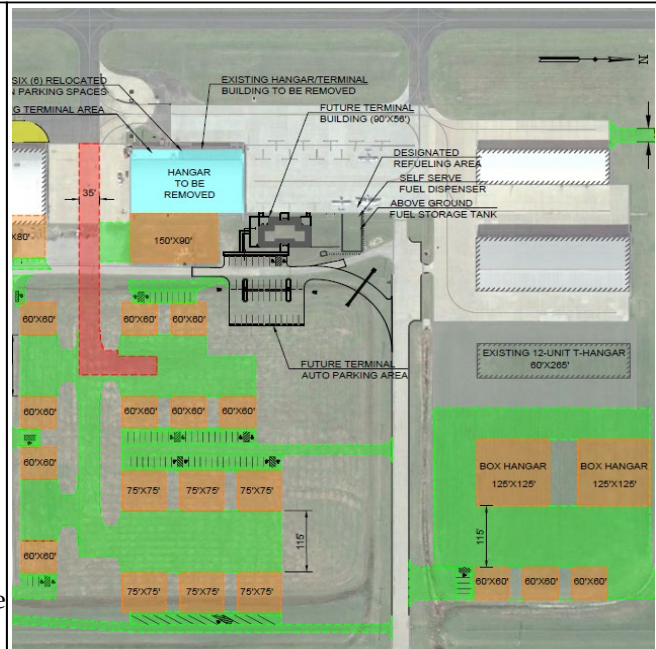 SIX (6) RELOCATED
PARKING SPACES
TERMINAL AREA
EXISTING HANGAR/TERMINAL
BUILDING TO BE REMOVED
FUTURE TERMINAL
BUILDING (90'X56')
N
DESIGNATED
REFUELING AREA
SELF SERVE
FUEL DISPENSER
ABOVE GROUND
FUEL STORAGE TANK
HANGAR
TO BE
REMOVED
35'
X80'
150'X90'
60'X60'
60'X60'
60'X60'
FUTURE TERMINAL
AUTO PARKING AREA
EXISTING 12-UNIT T-HANGAR
60'X265'
60'X60'
60'X60'
60'X60'
60'X60'
60'X60'
BOX HANGAR
125'X125'
BOX HANGAR
125'X125'
75'X75'
75'X75'
75'X75'
115'
115'
60'X60'
75'X75'
75'X75'
75'X75'
60'X60'
60'X60'
60'X60'
e